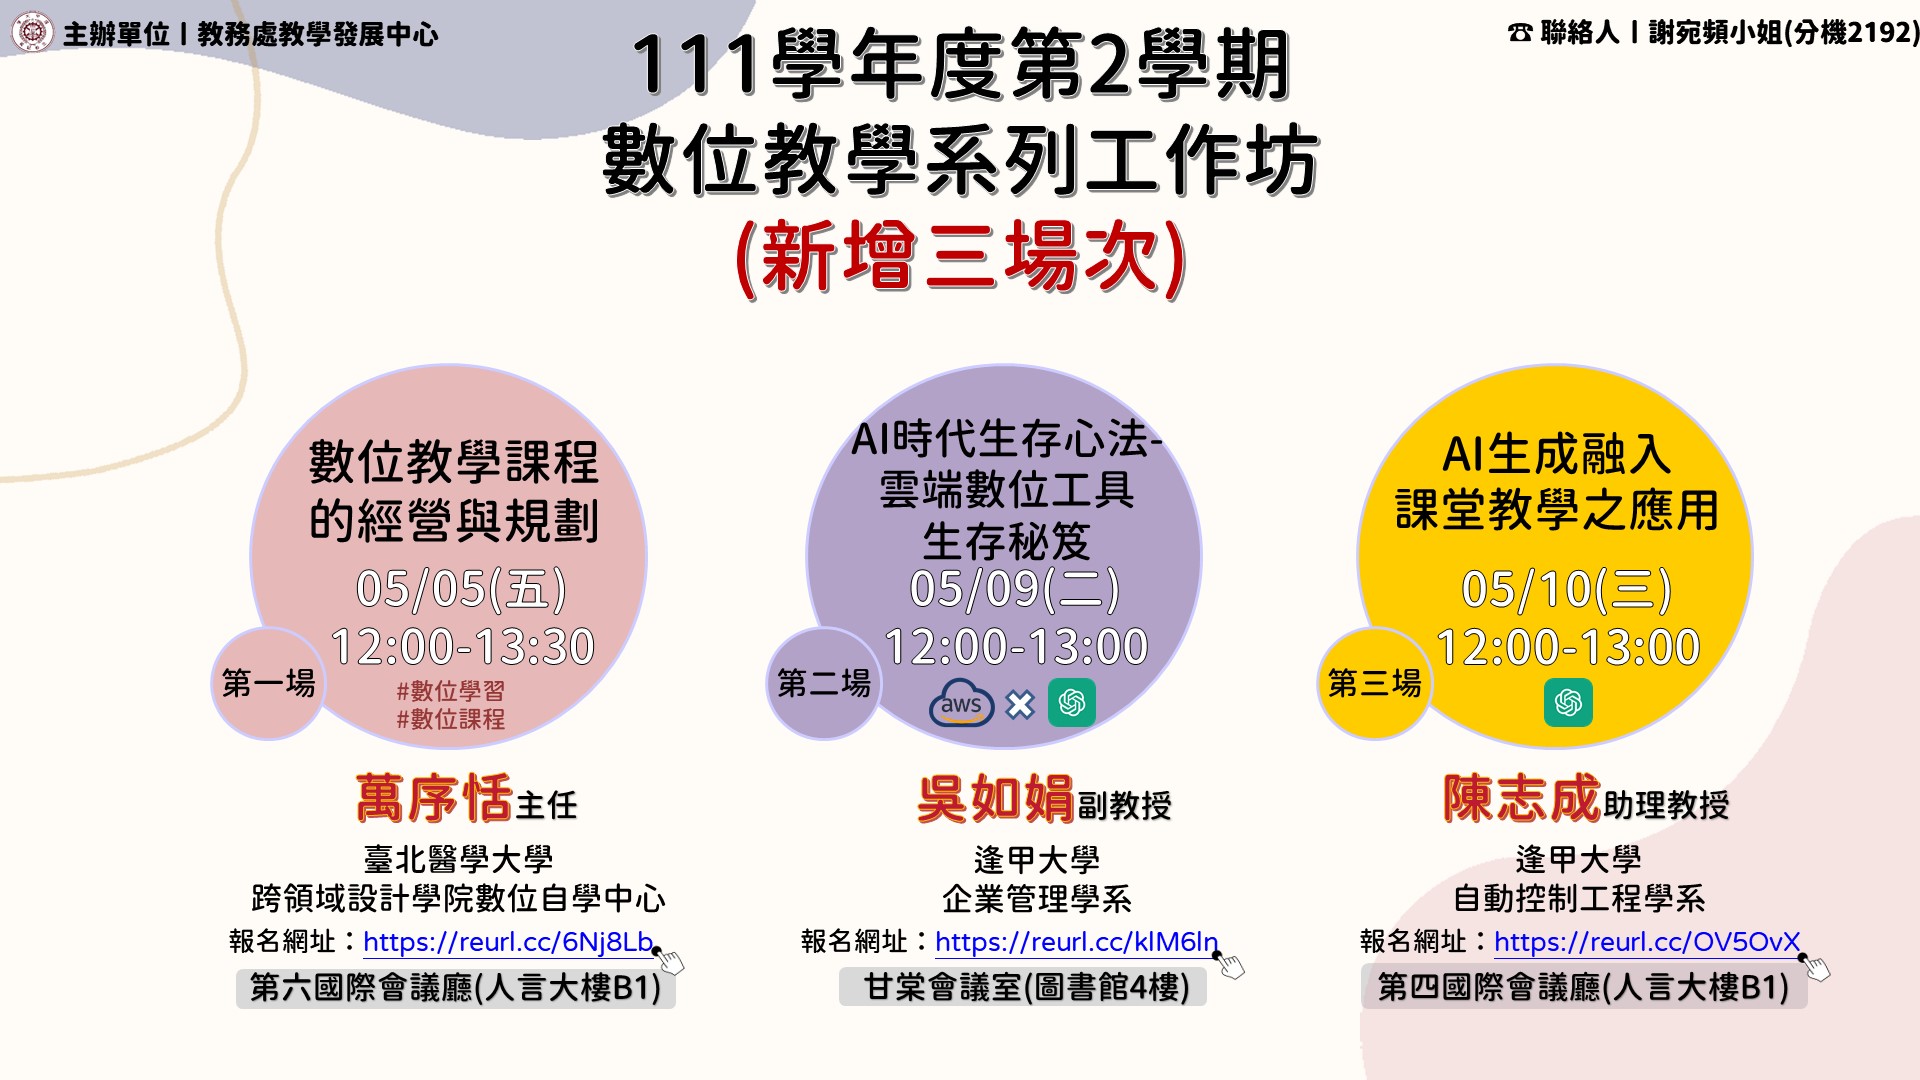 主辦單位 | 教務處教學發展中心
☎ 聯絡人 | 謝宛頻小姐(分機2192)
111學年度第2學期
數位教學系列工作坊
(新增三場次)
數位教學課程
的經營與規劃
05/05(五)
12:00-13:30
第一場
#數位學習
#數位課程
萬序恬主任
臺北醫學大學
跨領域設計學院數位自學中心
報名網址：https://reurl.cc/6Nj8Lb
第六國際會議廳(人言大樓B1)
AI時代生存心法-
雲端數位工具
生存秘笈
05/09(二)
12:00-13:00
第二場
aws
吳如娟副教授
逢甲大學
企業管理學系
報名網址：https://reurl.cc/klM6ln
甘棠會議室(圖書館4樓)
AI生成融入
課堂教學之應用
05/10(三)
12:00-13:00
第三場
陳志成助理教授
逢甲大學
自動控制工程學系
報名網址：https://reurl.cc/OV5OvX
第四國際會議廳(人言大樓B1)